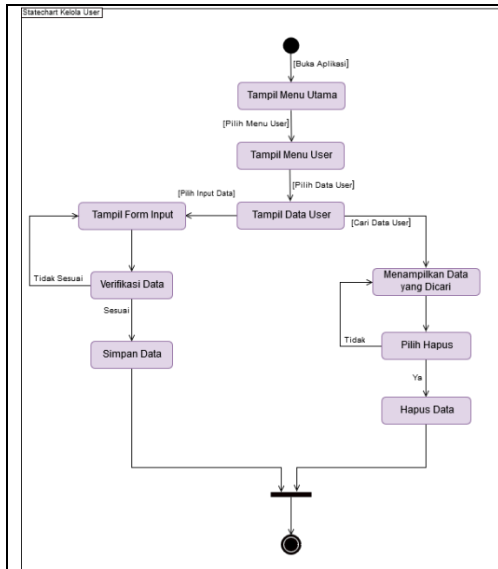 Statechart Kelola User
[Buka Aplikasi]
Tampil Menu Utama
[Pilih Menu User]
Tampil Menu User
[Pilih Data User]
[Pilih Input Data]
Tampil Form Input
Tampil Data User
[Cari Data User]
Tidak Sesuai
Verifikasi Data
Menampilkan Data
yang Dicari
Sesuai
Tidak
Pilih Hapus
Simpan Data
Ya
Hapus Data